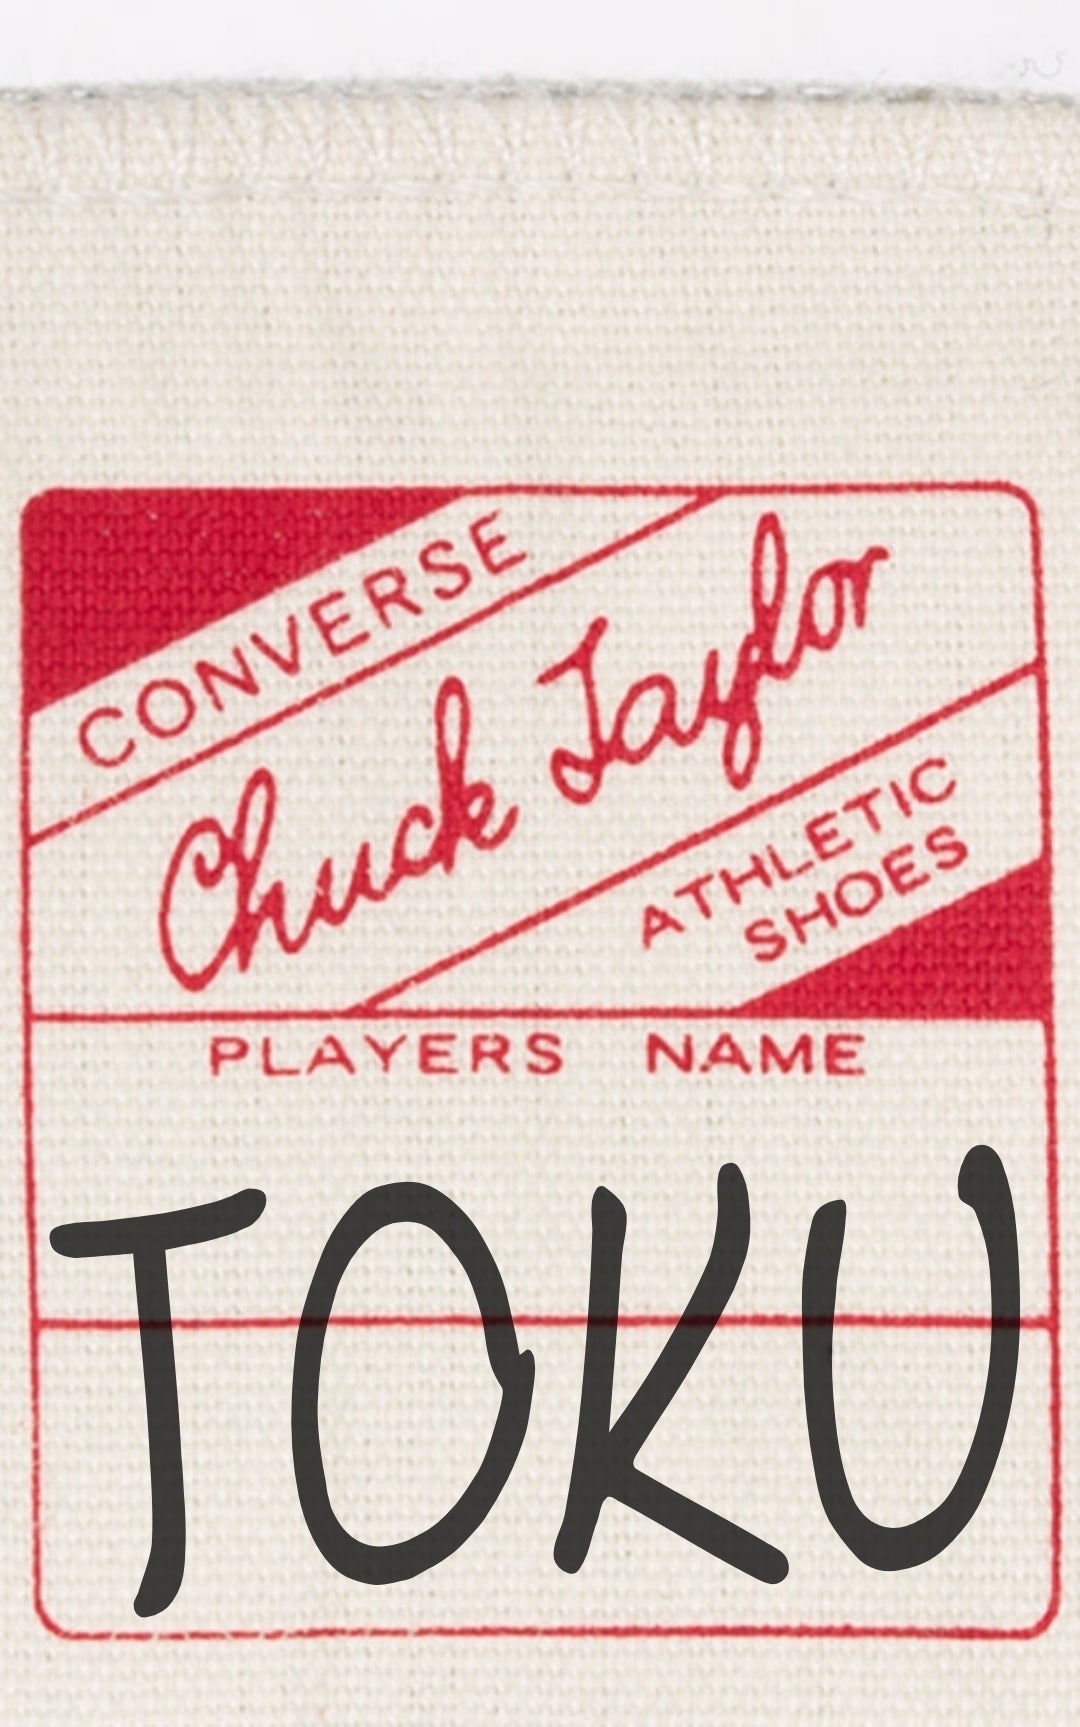 CONVERSE
Chuck Taylor
ATHLETIC
SHOES
PLAYERS NAME
TOKU